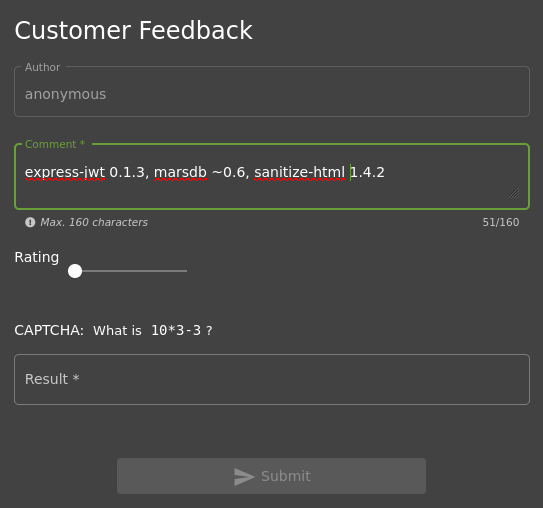 Customer Feedback
Author
anonymous
Comment *
express-jwt 0.1.3, marsdb ~0.6, sanitize-html 1.4.2
Max. 160 characters 51/160
Rating
CAPTCHA: What is 10*3-3 ?
Result *
Submit